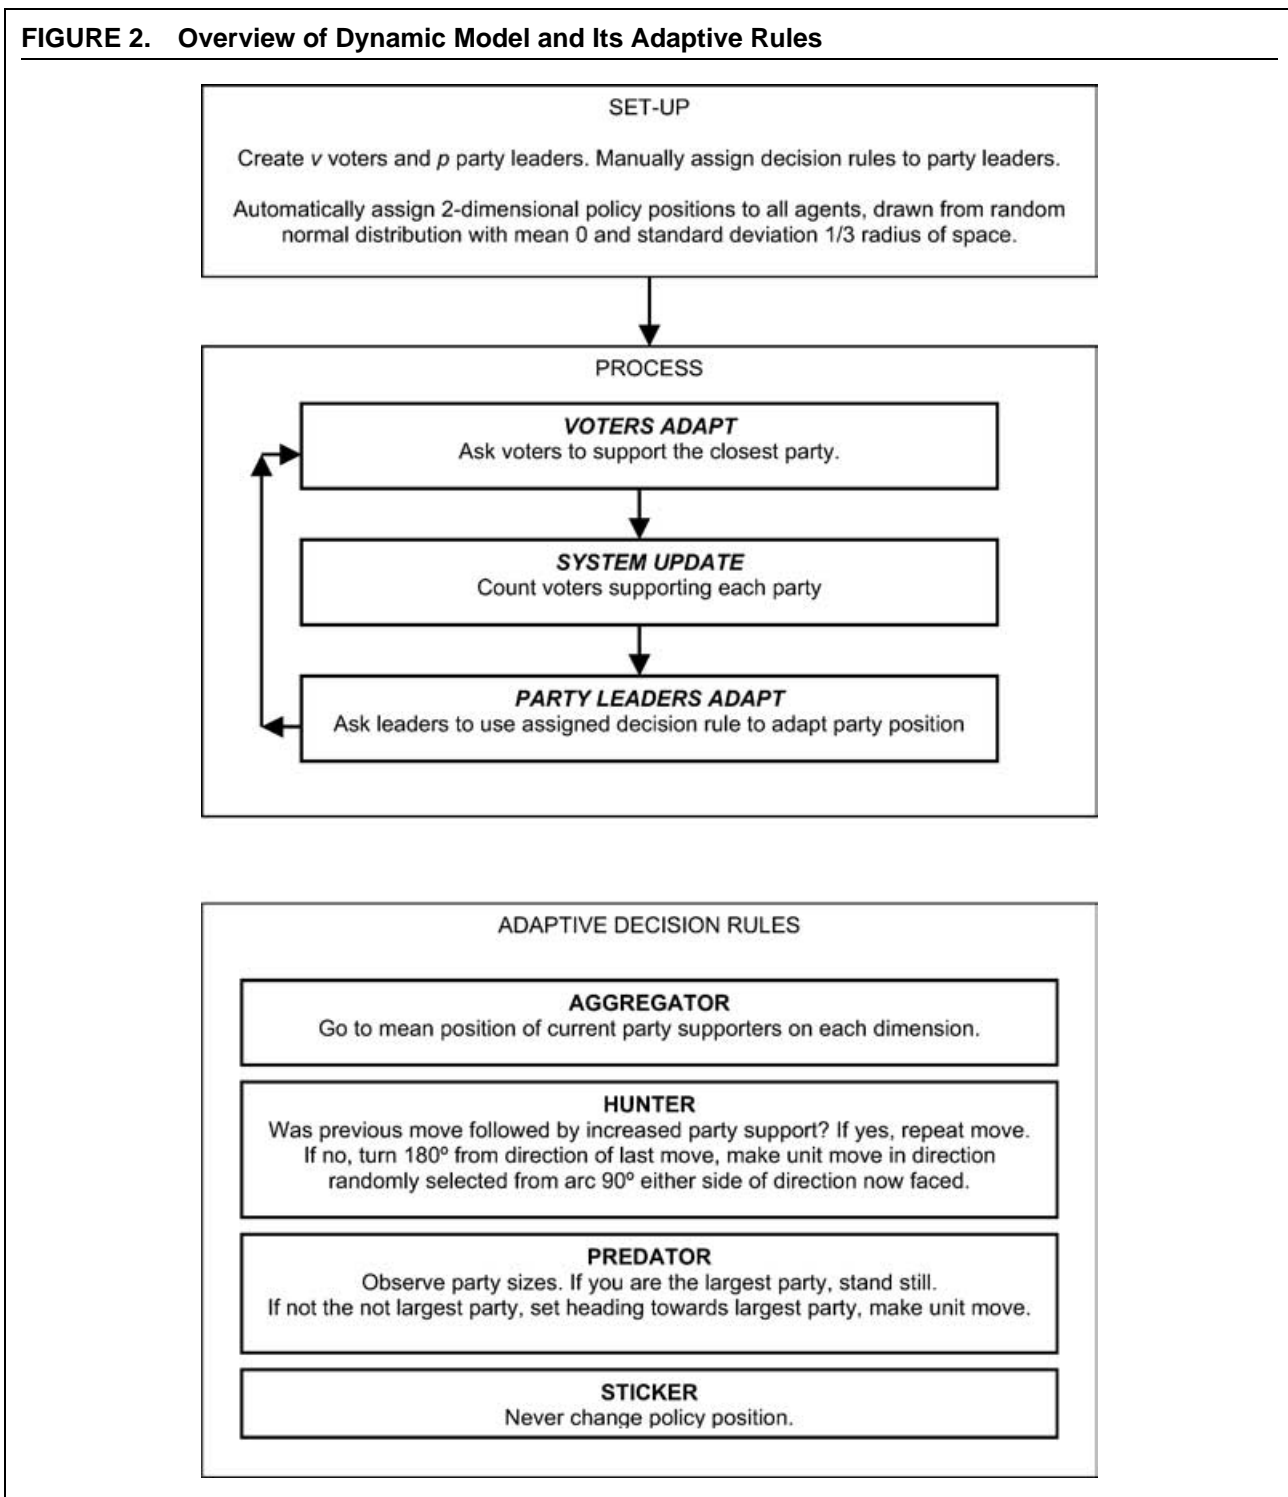 FIGURE 2. Overview of Dynamic Model and Its Adaptive Rules
SET-UP
Create v voters and p party leaders. Manually assign decision rules to party leaders.
Automatically assign 2-dimensional policy positions to all agents, drawn from random
normal distribution with mean 0 and standard deviation 1/3 radius of space.
PROCESS
VOTERS ADAPT
Ask voters to support the closest party.
SYSTEM UPDATE
Count voters supporting each party
PARTY LEADERS ADAPT
Ask leaders to use assigned decision rule to adapt party position
ADAPTIVE DECISION RULES
AGGREGATOR
Go to mean position of current party supporters on each dimension.
HUNTER
Was previous move followed by increased party support? If yes, repeat move.
If no, turn 180º from direction of last move, make unit move in direction
randomly selected from arc 90º either side of direction now faced.
PREDATOR
Observe party sizes. If you are the largest party, stand still.
If not the not largest party, set heading towards largest party, make unit move.
STICKER
Never change policy position.